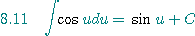 8.11 ∫cos udu = sin u + C